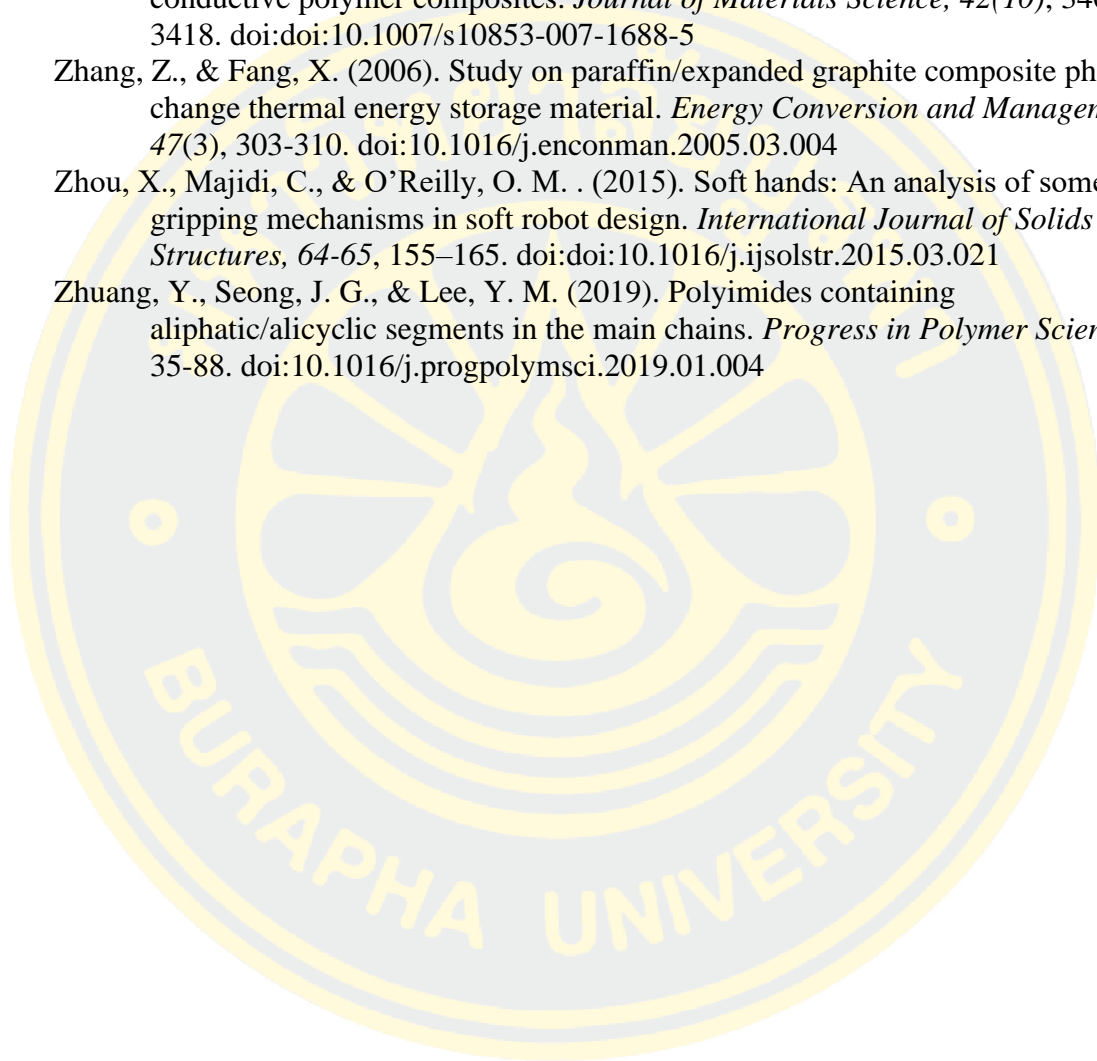 conductive polymer composites. Journal of Materials Science, 42(10),
3418. doi:doi:10.1007/s10853-007-1688-5
Zhang, Z., & Fang, X. (2006). Study on paraffin/expanded graphite composite
change thermal energy storage material. Energy Conversion and
47(3), 303-310. doi:10.1016/j.enconman.2005.03.004
Zhou, X., Majidi, C., & O’Reilly, O. M. . (2015). Soft hands: An analysis of some
gripping mechanisms in soft robot design. International Journal of Solids
Structures, 64-65, 155–165. doi:doi:10.1016/j.ijsolstr.2015.03.021
Zhuang, Y., Seong, J. G., & Lee, Y. M. (2019). Polyimides containing
aliphatic/alicyclic segments in the main chains. Progress in Polymer
35-88. doi:10.1016/j.progpolymsci.2019.01.004
BURAPHA UNIVERSITY